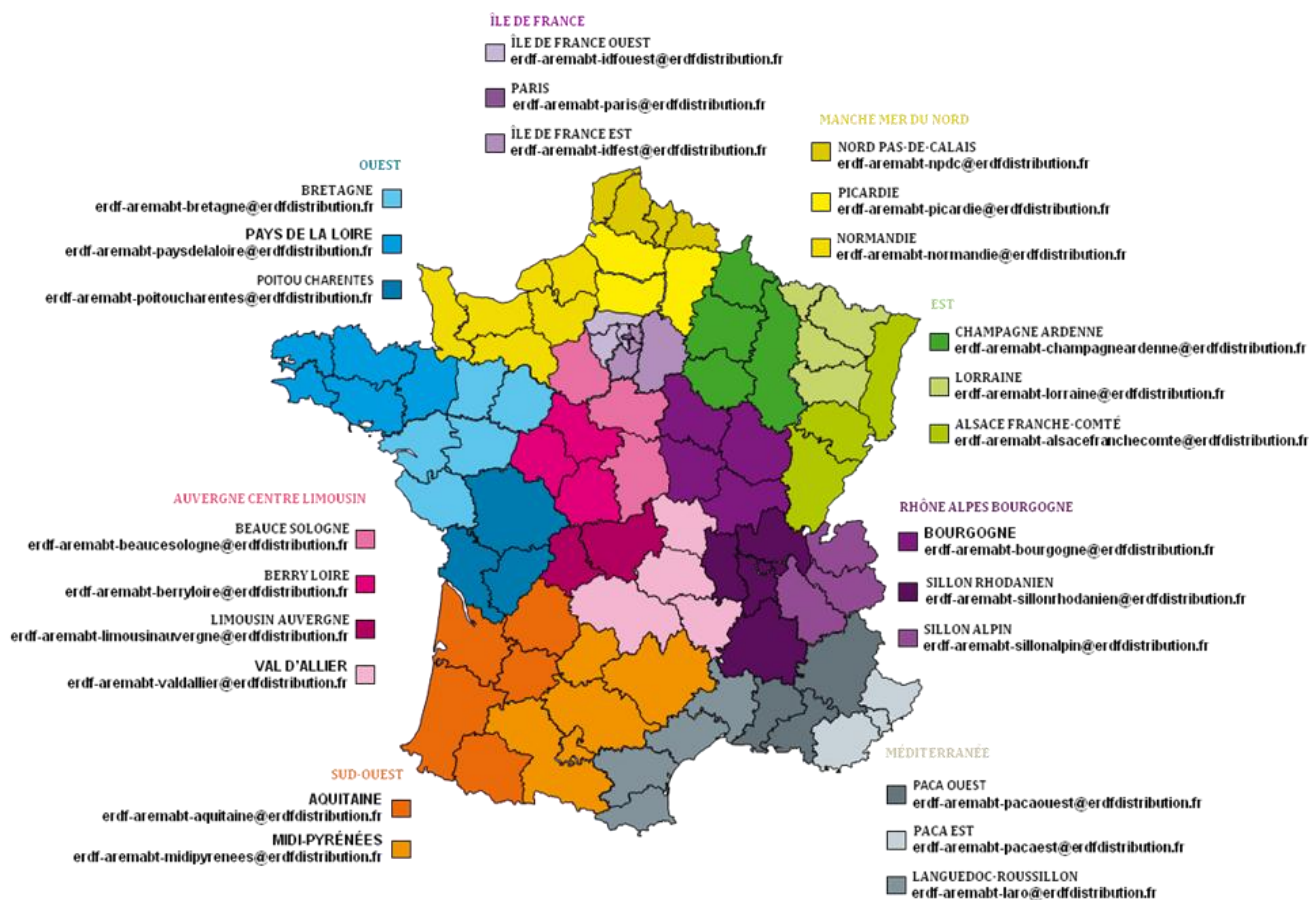 ÎLE DE FRANCE
ÎLE DE FRANCE OUEST
erdf-aremabt-idfouest@erdfdistribution.fr
PARIS
erdf-aremabt-paris@erdfdistribution.fr
ÎLE DE FRANCE EST
erdf-aremabt-idfest@erdfdistribution.fr
MANCHE MER DU NORD
NORD PAS-DE-CALAIS
erdf-aremabt-npdc@erdfdistribution.fr
PICARDIE
erdf-aremabt-picardie@erdfdistribution.fr
NORMANDIE
erdf-aremabt-normandie@erdfdistribution.fr
OUEST
BRETAGNE
erdf-aremabt-bretagne@erdfdistribution.fr
PAYS DE LA LOIRE
erdf-aremabt-paysdelaloire@erdfdistribution.fr
POITOU CHARENTES
erdf-aremabt-poitoucharentes@erdfdistribution.fr
EST
CHAMPAGNE ARDENNE
erdf-aremabt-champagneardenne@erdfdistribution.fr
LORRAINE
erdf-aremabt-lorraine@erdfdistribution.fr
ALSACE FRANCHE-COMTÉ
erdf-aremabt-alsacefranchecomte@erdfdistribution.fr
AUVERGNE CENTRE LIMOUSIN
BEAUCE SOLOGNE
erdf-aremabt-beaucesologne@erdfdistribution.fr
BERRY LOIRE
erdf-aremabt-berryloire@erdfdistribution.fr
LIMOUSIN AUVERGNE
erdf-aremabt-limousinauvergne@erdfdistribution.fr
VAL D'ALLIER
erdf-aremabt-valdallier@erdfdistribution.fr
RHÔNE ALPES BOURGOGNE
BOURGOGNE
erdf-aremabt-bourgogne@erdfdistribution.fr
SILLON RHODANIEN
erdf-aremabt-sillonrhodanien@erdfdistribution.fr
SILLON ALPIN
erdf-aremabt-sillonalpin@erdfdistribution.fr
SUD-OUEST
AQUITAINE
erdf-aremabt-aquitaine@erdfdistribution.fr
MIDI-PYRÉNÉES
erdf-aremabt-midipyrenees@erdfdistribution.fr
MÉDITERRANÉE
PACA OUEST
erdf-aremabt-pacaouest@erdfdistribution.fr
PACA EST
erdf-aremabt-pacaest@erdfdistribution.fr
LANGUEDOC-ROUSSILLON
erdf-aremabt-laro@erdfdistribution.fr